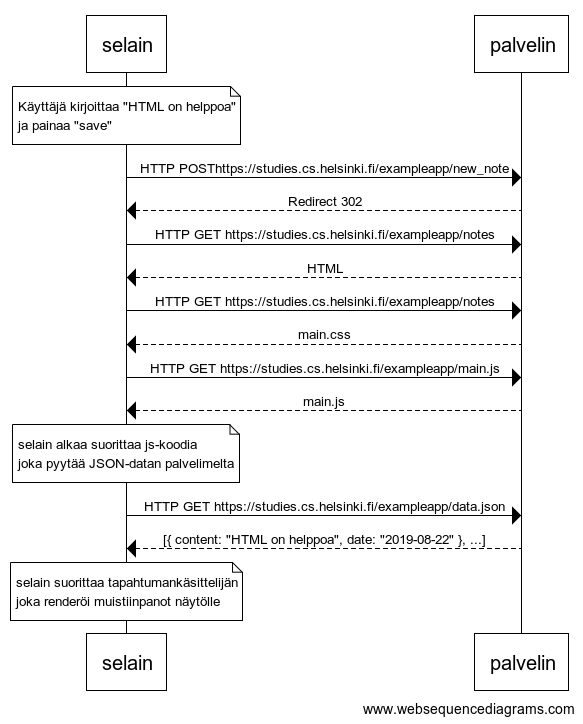 selain
palvelin
Käyttäjä kirjoittaa "HTML on helppoa"
ja painaa "save"
HTTP POSThttps://studies.cs.helsinki.fi/exampleapp/new_note
Redirect 302
HTTP GET https://studies.cs.helsinki.fi/exampleapp/notes
HTML
HTTP GET https://studies.cs.helsinki.fi/exampleapp/notes
main.css
HTTP GET https://studies.cs.helsinki.fi/exampleapp/main.js
main.js
selain alkaa suorittaa js-koodia
joka pyytää JSON-datan palvelimelta
HTTP GET https://studies.cs.helsinki.fi/exampleapp/data.json
[{ content: "HTML on helppoa", date: "2019-08-22" }, ...]
selain suorittaa tapahtumankäsittelijän
joka renderöi muistiinpanot näytölle
selain
palvelin
www.websequencediagrams.com